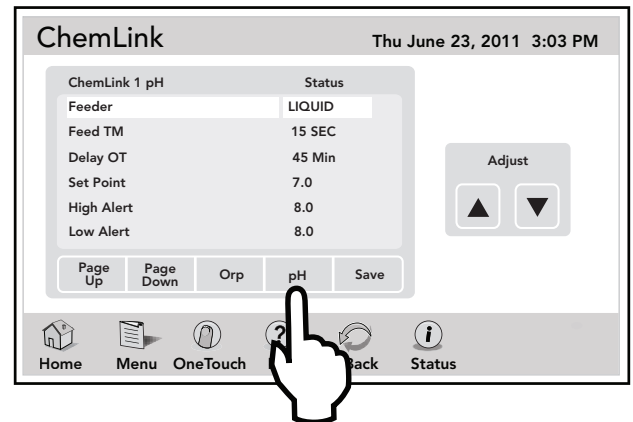 ChemLink Thu June 23, 2011 3:03 PM
ChemLink 1 pH Status
Feeder LIQUID
Feed TM 15 SEC
Delay OT 45 Min
Set Point 7.0
High Alert 8.0
Low Alert 8.0
Adjust
Page Up Page Down Orp pH Save
?
i
Home Menu OneTouch Back Status